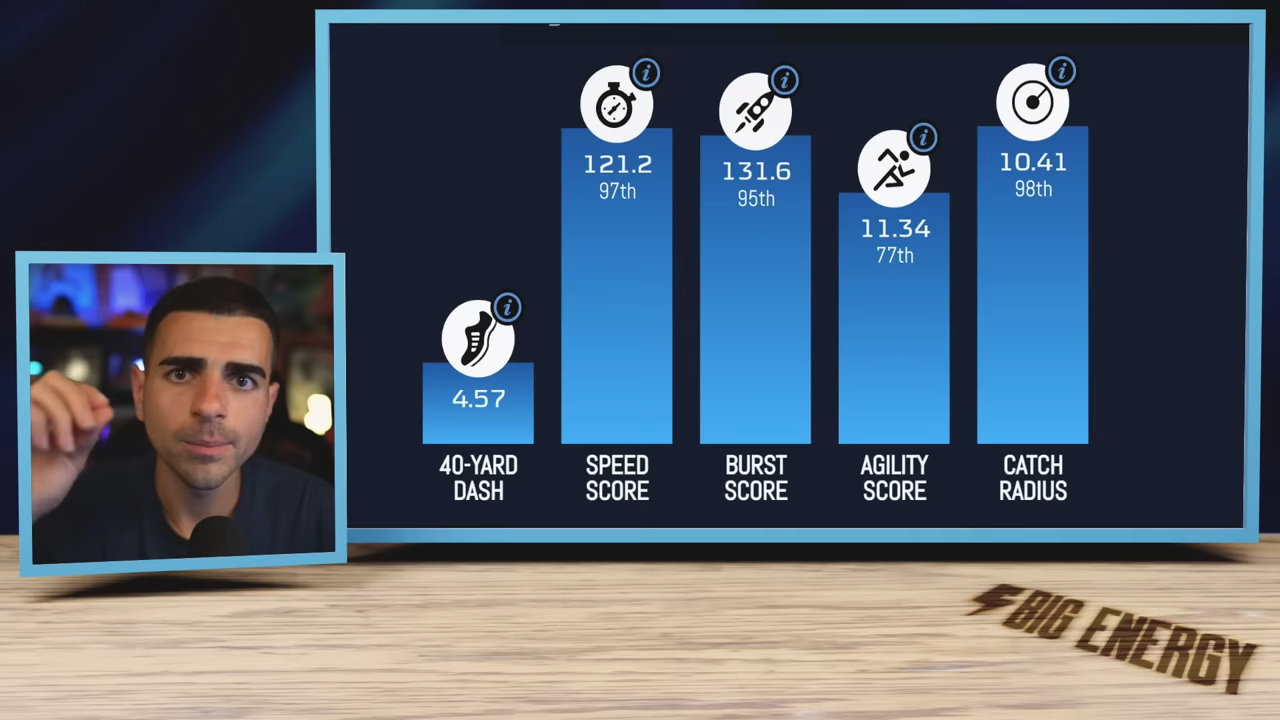 4.57
40-YARD
DASH
121.2
97th
SPEED
SCORE
131.6
95th
BURST
SCORE
11.34
77th
AGILITY
SCORE
10.41
98th
CATCH
RADIUS
i
i
i
i
i
BIG ENERGY